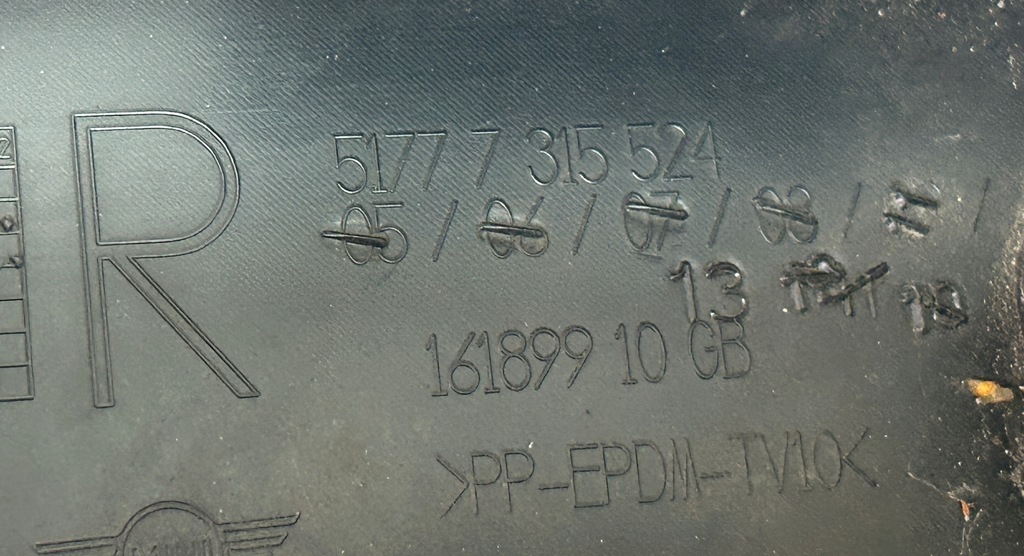 R
5177 7 315 524
05 / 06 / 07 / 08 / /
13
161899 10 GB
>PP-EPDM-TV10<